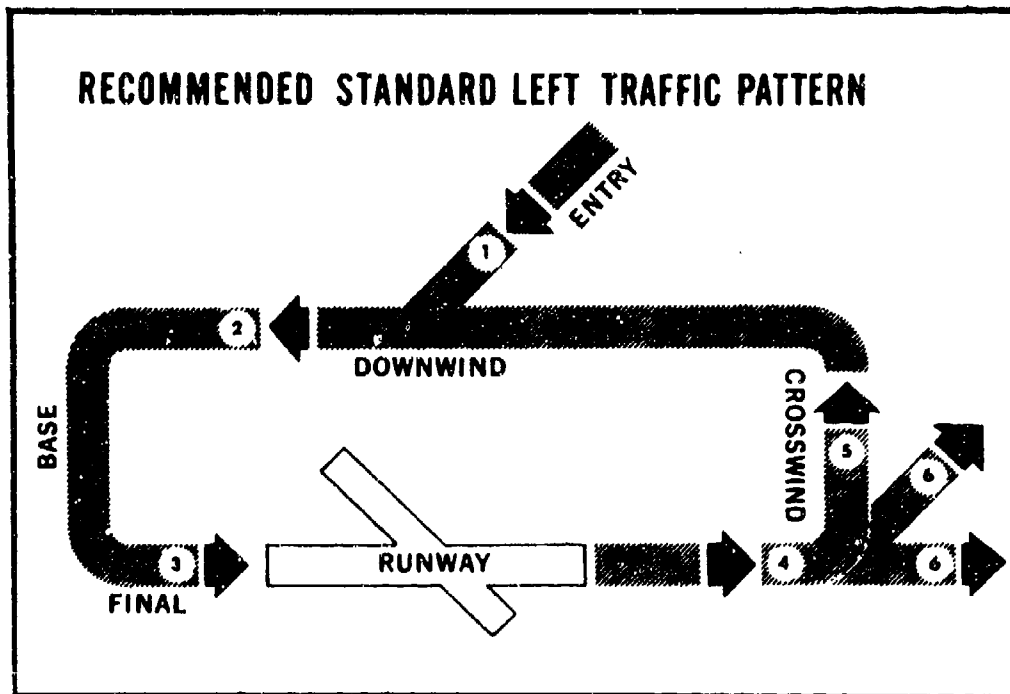 RECOMMENDED STANDARD LEFT TRAFFIC PATTERN
ENTRY
1
2
DOWNWIND
BASE
CROSSWIND
5
6
3
RUNWAY
4
6
FINAL